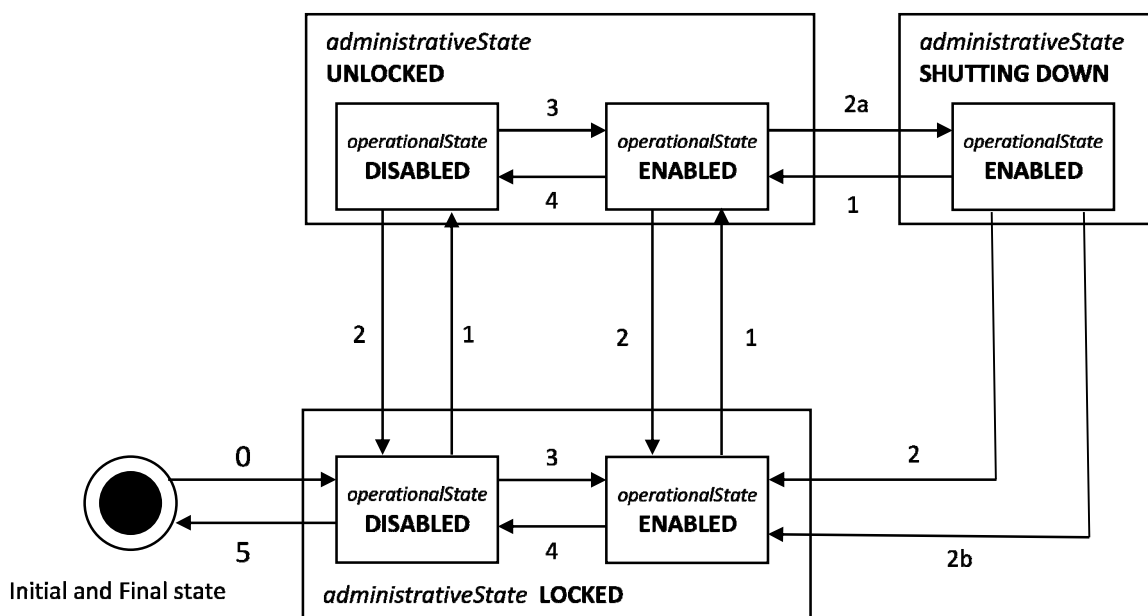 administrativeState
UNLOCKED
administrativeState
SHUTTING DOWN
operationalState
DISABLED
3
4
operationalState
ENABLED
2a
1
operationalState
ENABLED
2
1
2
1
2
2b
0
5
operationalState
DISABLED
3
4
operationalState
ENABLED
administrativeState LOCKED
Initial and Final state